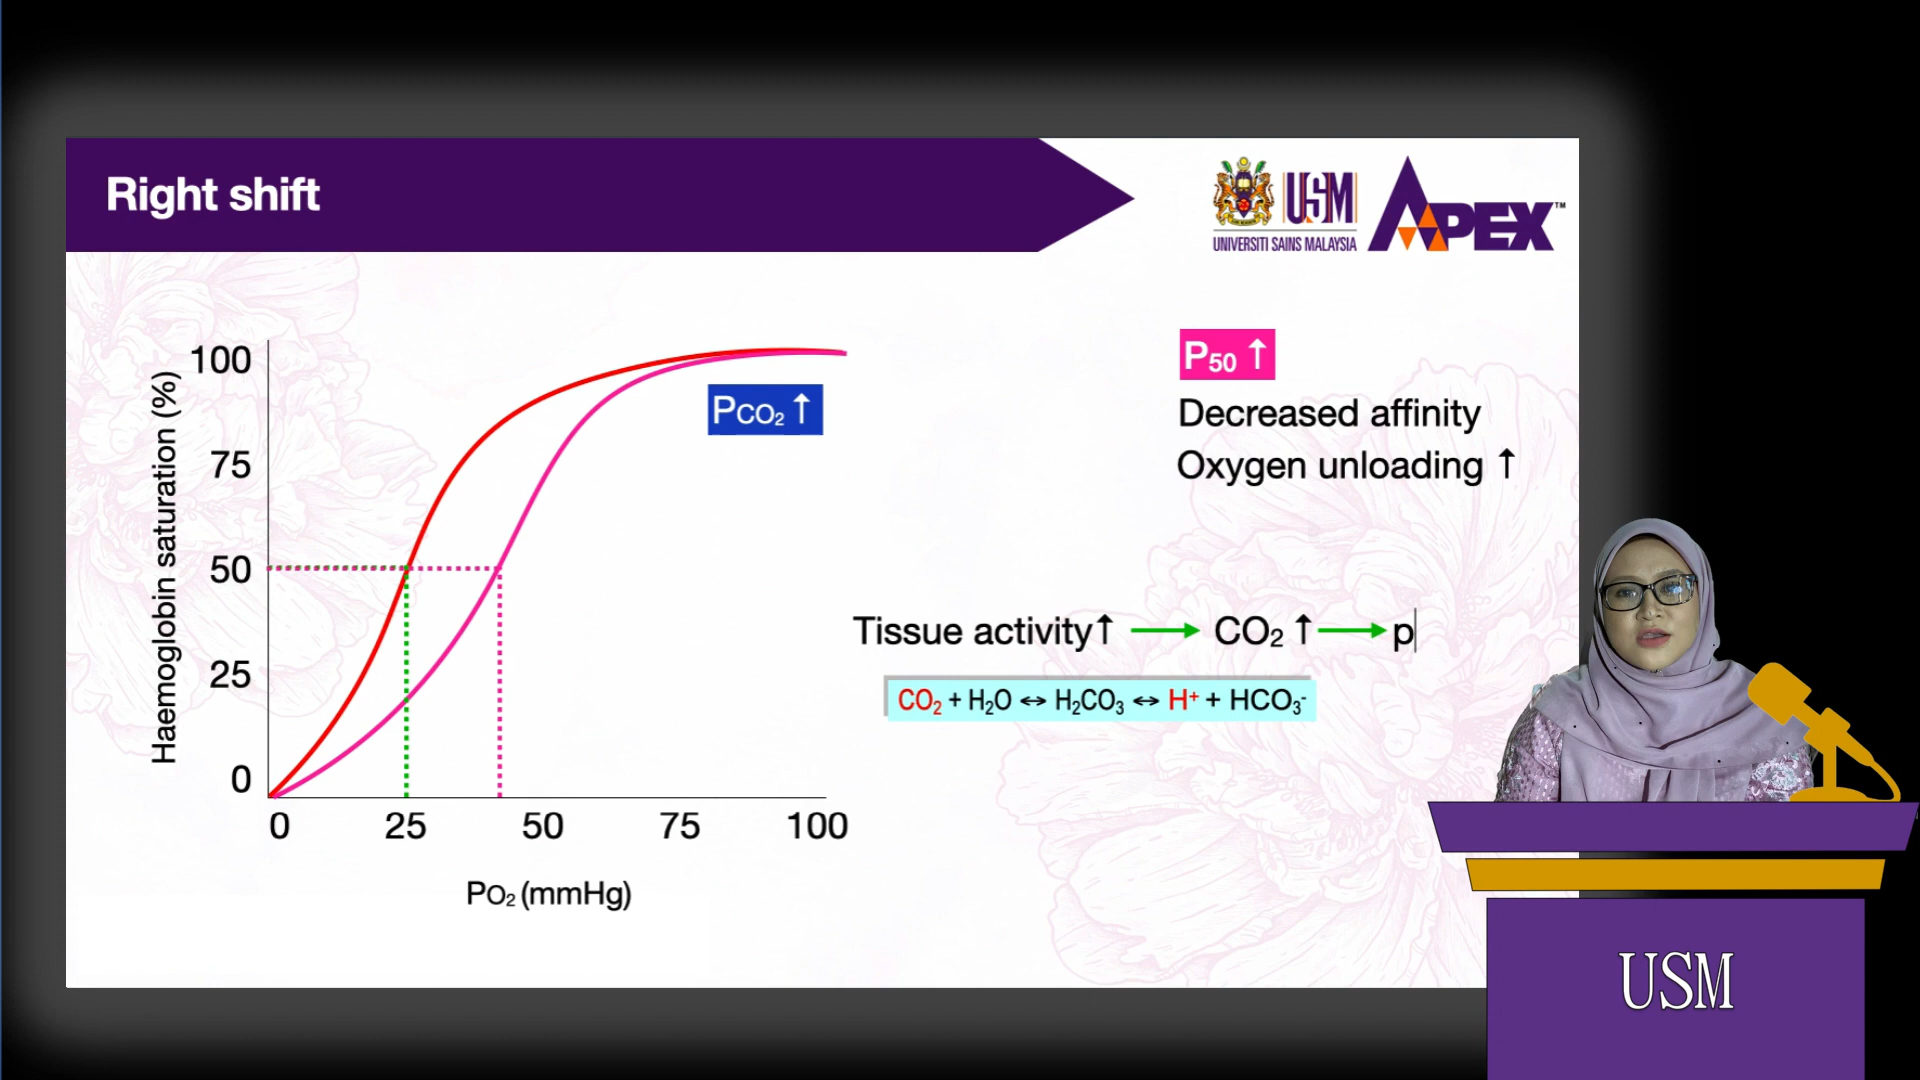 Right shift
USM
UNIVERSITI SAINS MALAYSIA
APEX™
Haemoglobin saturation (%)
100
75
50
25
0
0 25 50 75 100
PO₂ (mmHg)
PCO₂ ↑
P₅₀ ↑
Decreased affinity
Oxygen unloading ↑
Tissue activity↑ → CO₂ ↑ → p
CO₂ + H₂O ↔ H₂CO₃ ↔ H⁺ + HCO₃⁻
USM